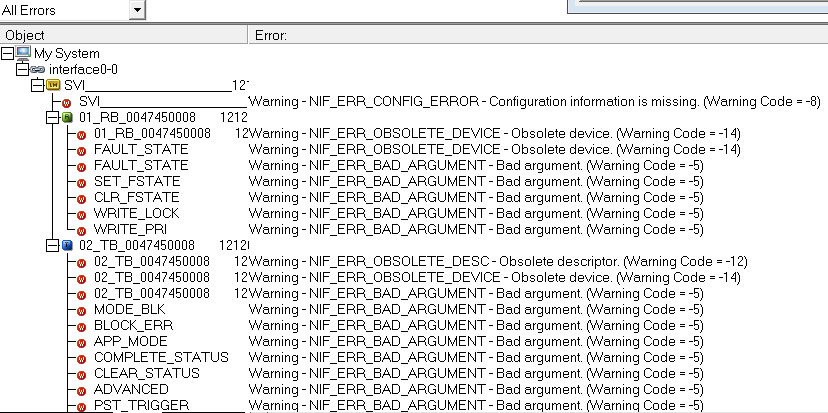 All Errors
Object Error:
My System
interface0-0
SVI____________________12
SVI____________________ Warning - NIF_ERR_CONFIG_ERROR - Configuration information is missing. (Warning Code = -8)
01_RB_0047450008 1212
01_RB_0047450008 12 Warning - NIF_ERR_OBSOLETE_DEVICE - Obsolete device. (Warning Code = -14)
FAULT_STATE Warning - NIF_ERR_OBSOLETE_DEVICE - Obsolete device. (Warning Code = -14)
FAULT_STATE Warning - NIF_ERR_BAD_ARGUMENT - Bad argument. (Warning Code = -5)
SET_FSTATE Warning - NIF_ERR_BAD_ARGUMENT - Bad argument. (Warning Code = -5)
CLR_FSTATE Warning - NIF_ERR_BAD_ARGUMENT - Bad argument. (Warning Code = -5)
WRITE_LOCK Warning - NIF_ERR_BAD_ARGUMENT - Bad argument. (Warning Code = -5)
WRITE_PRI Warning - NIF_ERR_BAD_ARGUMENT - Bad argument. (Warning Code = -5)
02_TB_0047450008 1212
02_TB_0047450008 12 Warning - NIF_ERR_OBSOLETE_DESC - Obsolete descriptor. (Warning Code = -12)
02_TB_0047450008 12 Warning - NIF_ERR_OBSOLETE_DEVICE - Obsolete device. (Warning Code = -14)
02_TB_0047450008 12 Warning - NIF_ERR_BAD_ARGUMENT - Bad argument. (Warning Code = -5)
MODE_BLK Warning - NIF_ERR_BAD_ARGUMENT - Bad argument. (Warning Code = -5)
BLOCK_ERR Warning - NIF_ERR_BAD_ARGUMENT - Bad argument. (Warning Code = -5)
APP_MODE Warning - NIF_ERR_BAD_ARGUMENT - Bad argument. (Warning Code = -5)
COMPLETE_STATUS Warning - NIF_ERR_BAD_ARGUMENT - Bad argument. (Warning Code = -5)
CLEAR_STATUS Warning - NIF_ERR_BAD_ARGUMENT - Bad argument. (Warning Code = -5)
ADVANCED Warning - NIF_ERR_BAD_ARGUMENT - Bad argument. (Warning Code = -5)
PST_TRIGGER Warning - NIF_ERR_BAD_ARGUMENT - Bad argument. (Warning Code = -5)